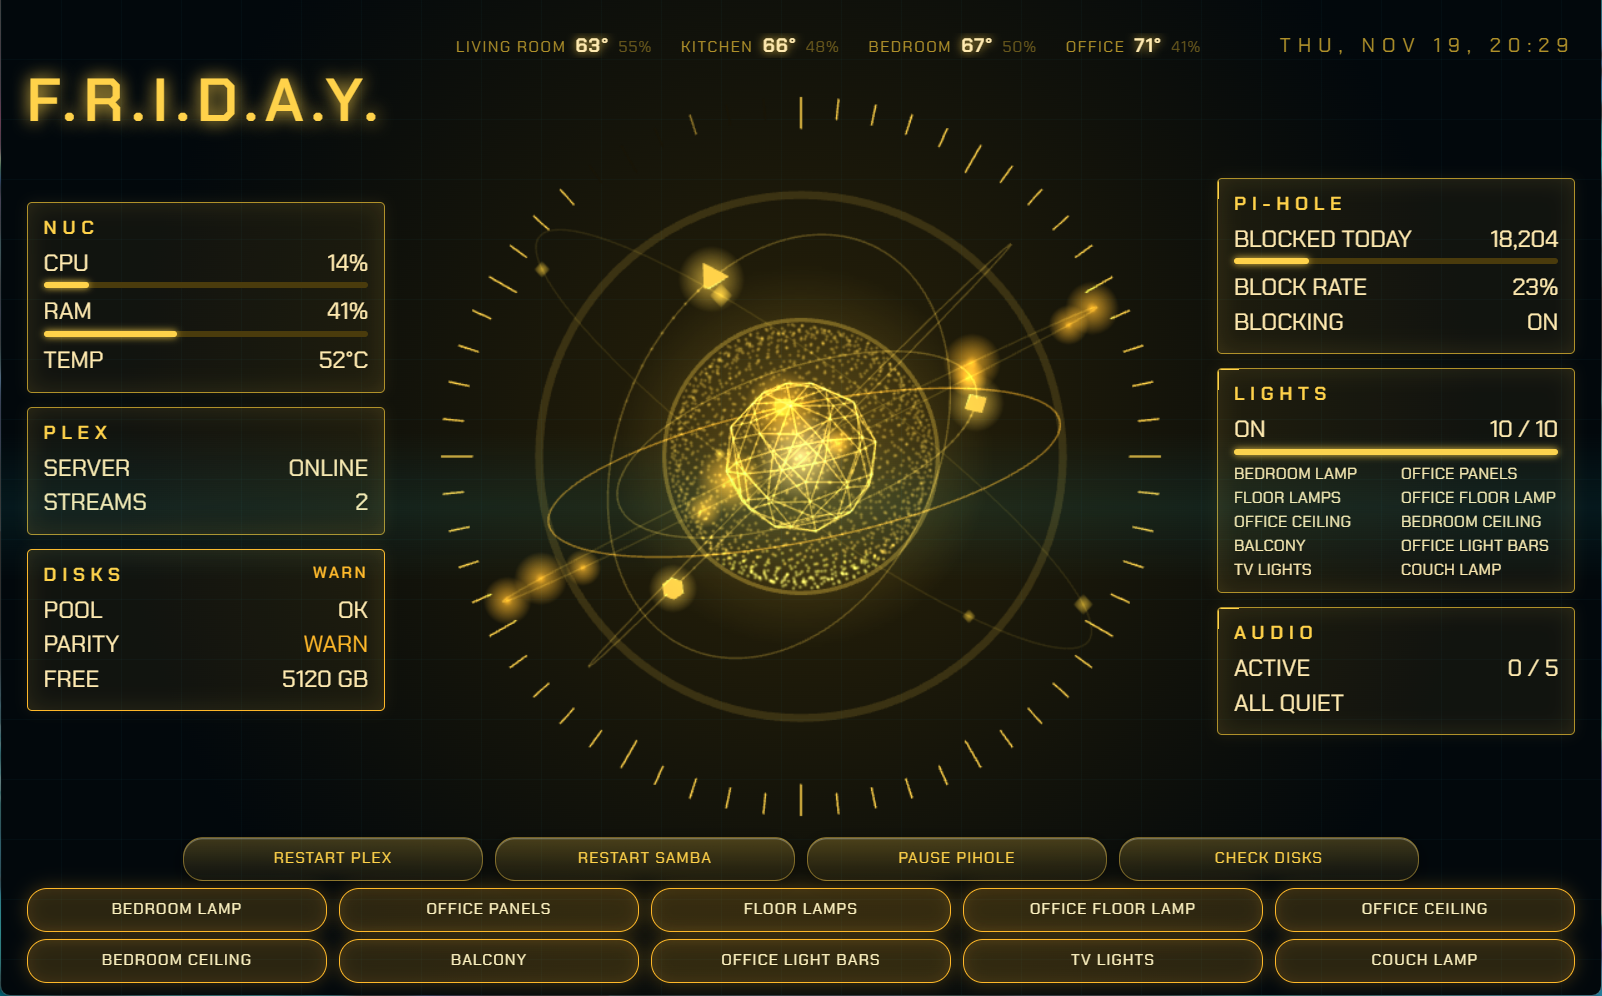 LIVING ROOM 63° 55% KITCHEN 66° 48% BEDROOM 67° 50% OFFICE 71° 41%
THU, NOV 19, 20:29
F.R.I.D.A.Y.
NUC
CPU 14%
RAM 41%
TEMP 52°C
PLEX
SERVER ONLINE
STREAMS 2
DISKS WARN
POOL OK
PARITY WARN
FREE 5120 GB
PI-HOLE
BLOCKED TODAY 18,204
BLOCK RATE 23%
BLOCKING ON
LIGHTS
ON 10 / 10
BEDROOM LAMP OFFICE PANELS
FLOOR LAMPS OFFICE FLOOR LAMP
OFFICE CEILING BEDROOM CEILING
BALCONY OFFICE LIGHT BARS
TV LIGHTS COUCH LAMP
AUDIO
ACTIVE 0 / 5
ALL QUIET
RESTART PLEX RESTART SAMBA PAUSE PIHOLE CHECK DISKS
BEDROOM LAMP OFFICE PANELS FLOOR LAMPS OFFICE FLOOR LAMP OFFICE CEILING
BEDROOM CEILING BALCONY OFFICE LIGHT BARS TV LIGHTS COUCH LAMP